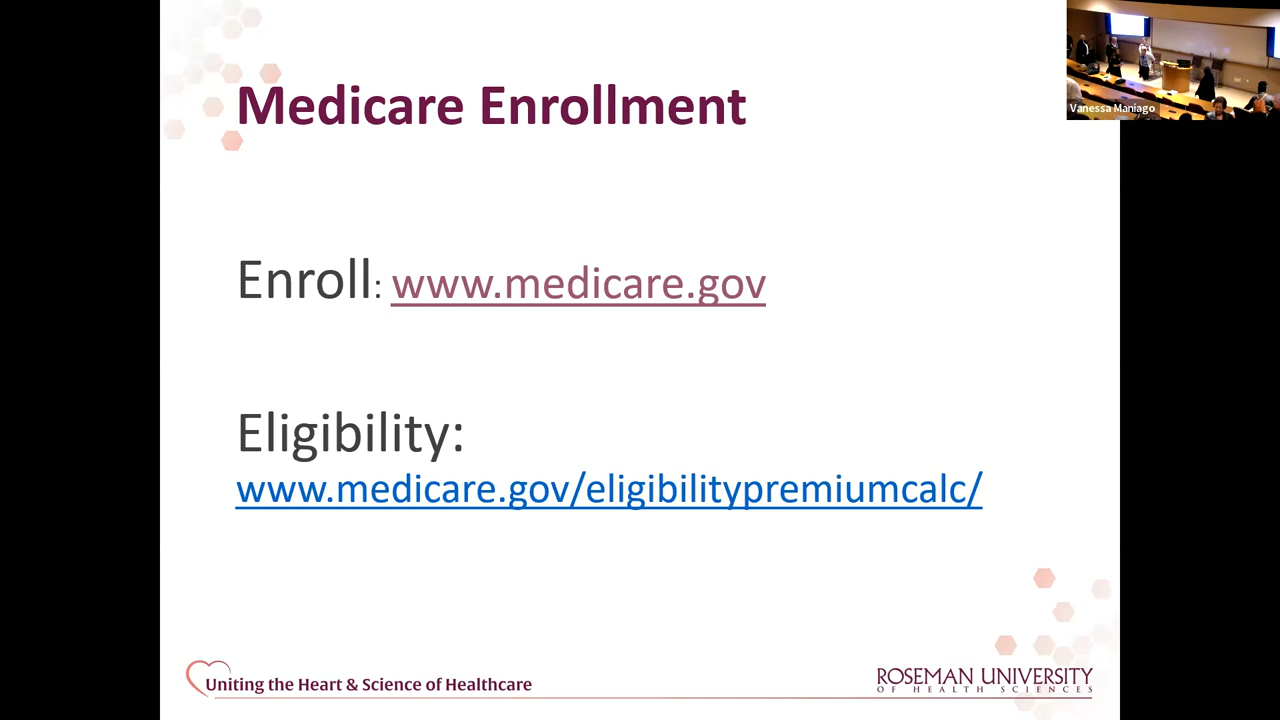 Medicare Enrollment
Vanessa Maniago
Enroll: www.medicare.gov
Eligibility:
www.medicare.gov/eligibilitypremiumcalc/
Uniting the Heart & Science of Healthcare
ROSEMAN UNIVERSITY
OF HEALTH SCIENCES